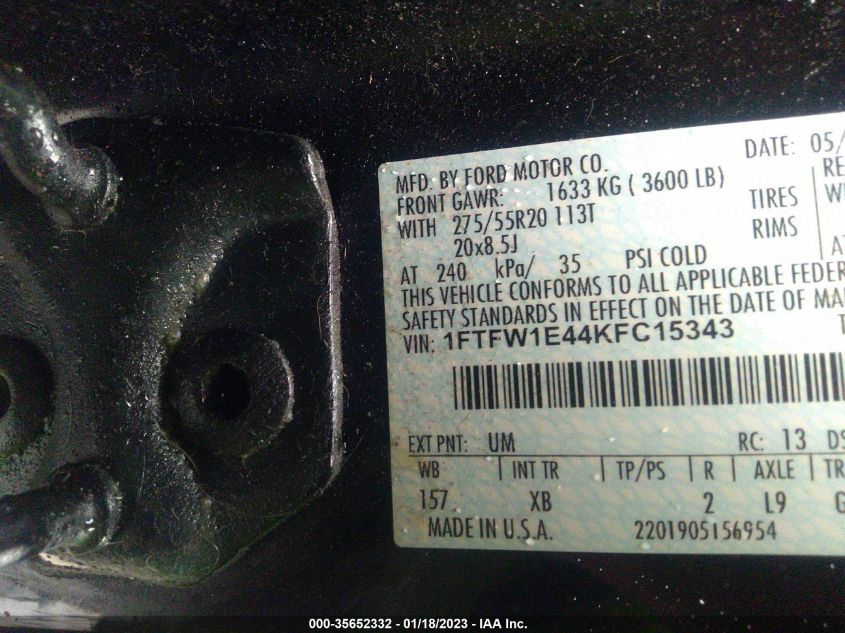 DATE: 05/
MFD. BY FORD MOTOR CO.
FRONT GAWR: 1633 KG ( 3600 LB)
WITH 275/55R20 113T TIRES
20x8.5J RIMS
AT 240 kPa/ 35 PSI COLD
THIS VEHICLE CONFORMS TO ALL APPLICABLE FEDER
SAFETY STANDARDS IN EFFECT ON THE DATE OF MA
VIN: 1FTFW1E44KFC15343
EXT PNT: UM RC: 13 DS
WB INT TR TP/PS R AXLE TR
157 XB 2 L9 G
MADE IN U.S.A. 2201905156954
000-35652332 - 01/18/2023 - IAA Inc.